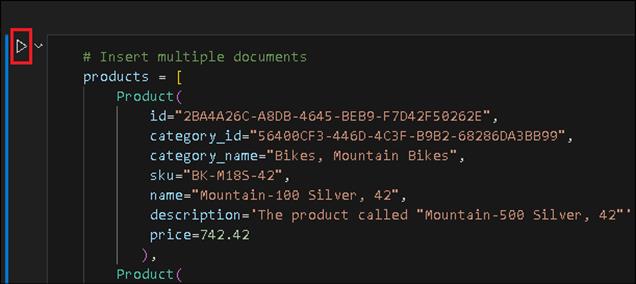 # Insert multiple documents
products = [
Product(
id="2BA4A26C-A8DB-4645-BEB9-F7D42F50262E",
category_id="56400CF3-446D-4C3F-B9B2-68286DA3BB99",
category_name="Bikes, Mountain Bikes",
sku="BK-M18S-42",
name="Mountain-100 Silver, 42",
description='The product called "Mountain-500 Silver, 42"'
price=742.42
),
Product(